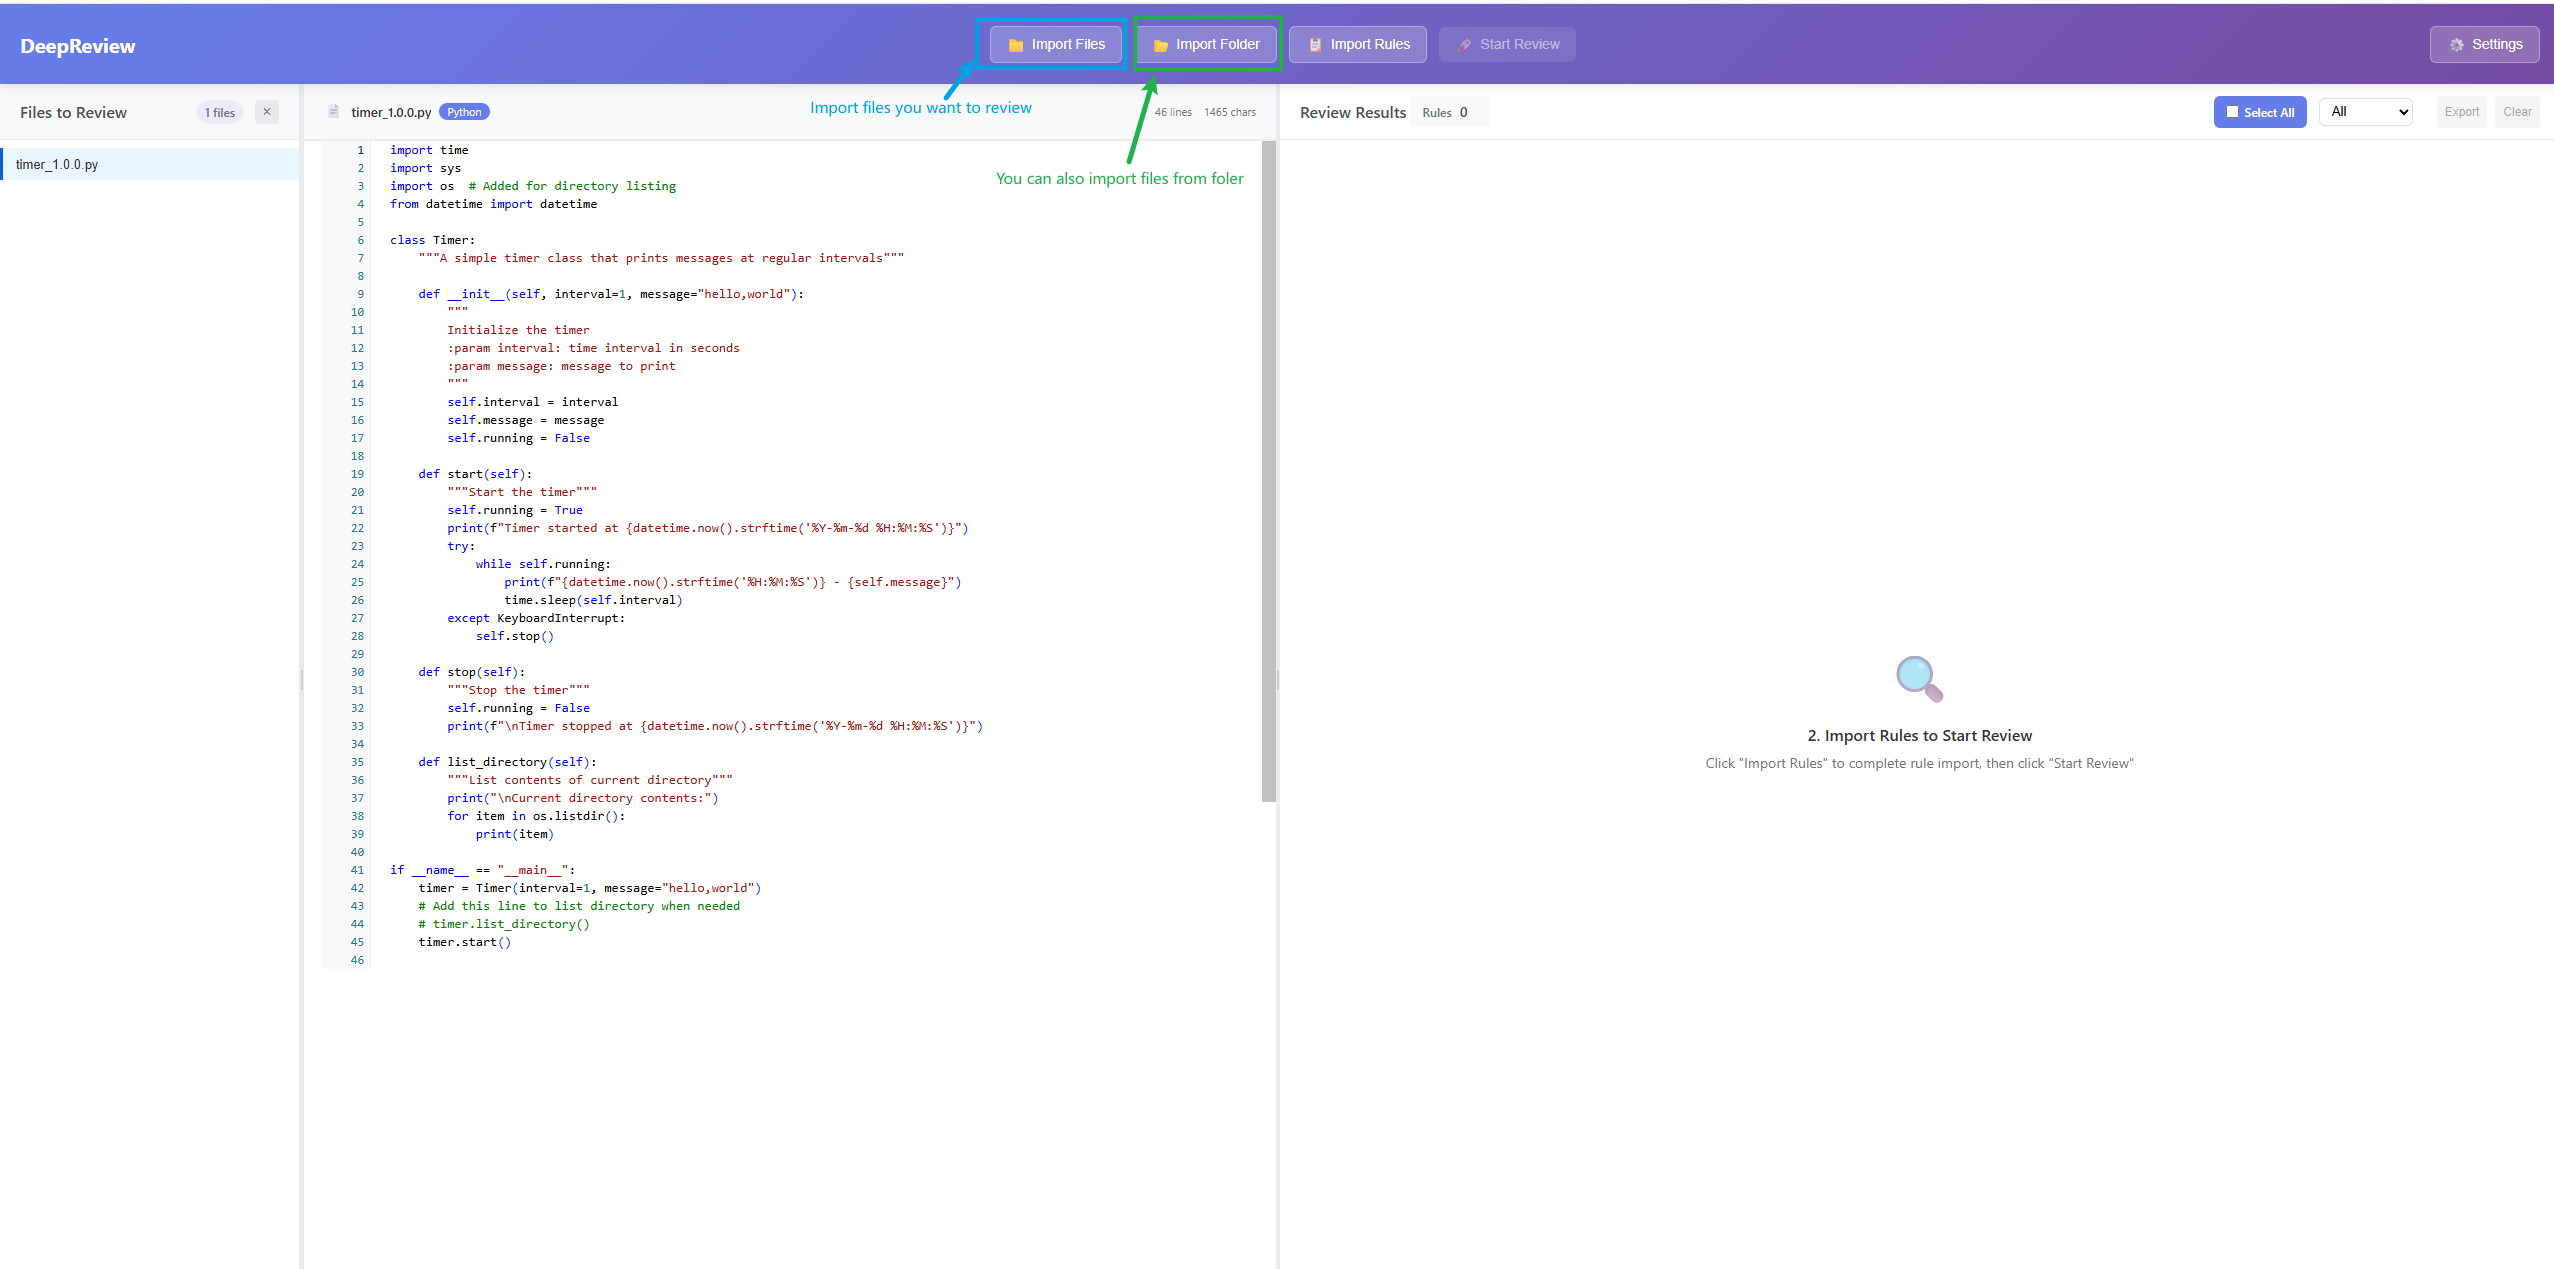 DeepReview
Import Files
Import Folder
Import Rules
Start Review
Settings
Files to Review
1 files
×
timer_1.0.0.py
timer_1.0.0.py
Python
Import files you want to review
46 lines
1465 chars
You can also import files from foler
1 import time
2 import sys
3 import os  # Added for directory listing
4 from datetime import datetime
5
6 class Timer:
7     """A simple timer class that prints messages at regular intervals"""
8
9     def __init__(self, interval=1, message="hello,world"):
10         """
11         Initialize the timer
12         :param interval: time interval in seconds
13         :param message: message to print
14         """
15         self.interval = interval
16         self.message = message
17         self.running = False
18
19     def start(self):
20         """Start the timer"""
21         self.running = True
22         print(f"Timer started at {datetime.now().strftime('%Y-%m-%d %H:%M:%S')}")
23         try:
24             while self.running:
25                 print(f"{datetime.now().strftime('%H:%M:%S')} - {self.message}")
26                 time.sleep(self.interval)
27         except KeyboardInterrupt:
28             self.stop()
29
30     def stop(self):
31         """Stop the timer"""
32         self.running = False
33         print(f"\nTimer stopped at {datetime.now().strftime('%Y-%m-%d %H:%M:%S')}")
34
35     def list_directory(self):
36         """List contents of current directory"""
37         print("\nCurrent directory contents:")
38         for item in os.listdir():
39             print(item)
40
41 if __name__ == "__main__":
42     timer = Timer(interval=1, message="hello,world")
43     # Add this line to list directory when needed
44     # timer.list_directory()
45     timer.start()
46
Review Results
Rules 0
Select All
All
Export
Clear
2. Import Rules to Start Review
Click "Import Rules" to complete rule import, then click "Start Review"